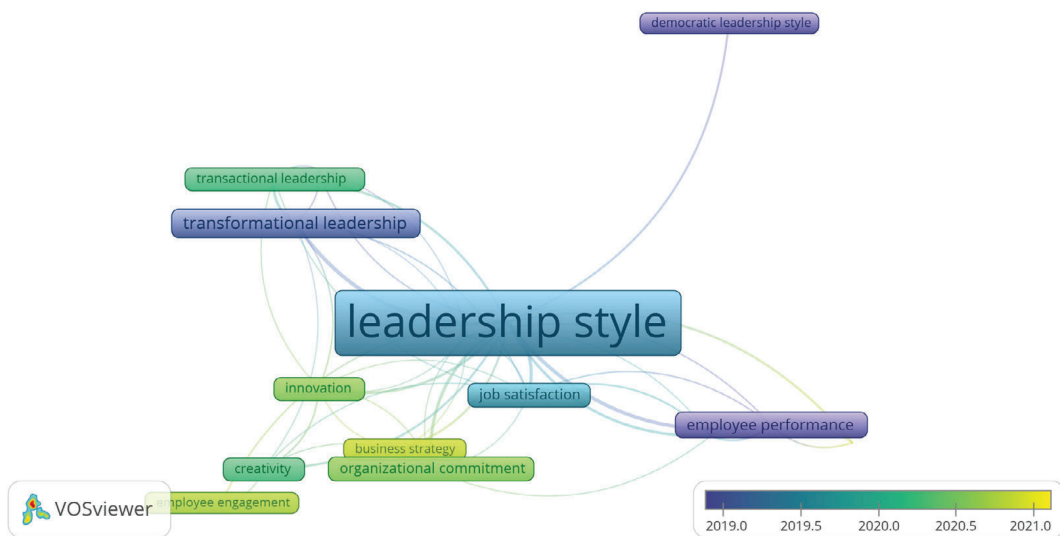 democratic leadership style
transactional leadership
transformational leadership
leadership style
innovation
job satisfaction
employee performance
business strategy
creativity
organizational commitment
employee engagement
VOSviewer
2019.0 2019.5 2020.0 2020.5 2021.0